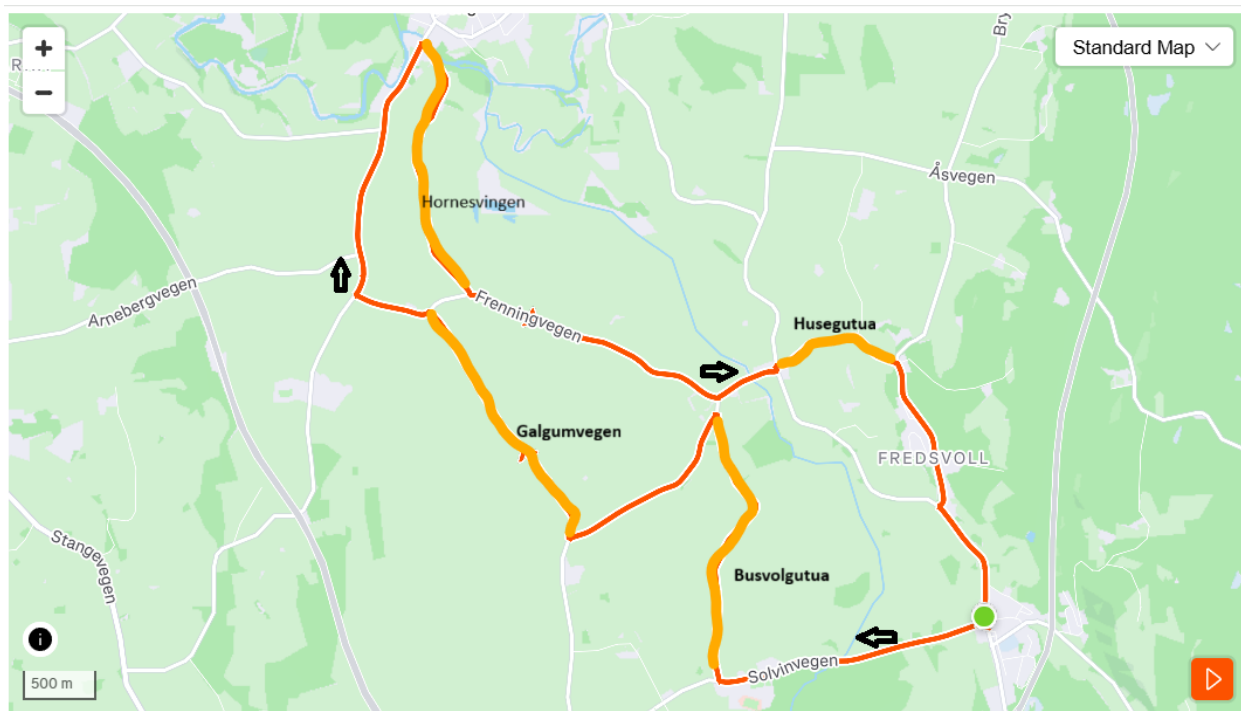 +
Standard Map
−
Åsvegen
Hornesvingen
Arnebergvegen
Frenningvegen
Husegutua
Galgumvegen
FREDSVOLL
Stangevegen
Busvolgutua
Solvinvegen
i
500 m